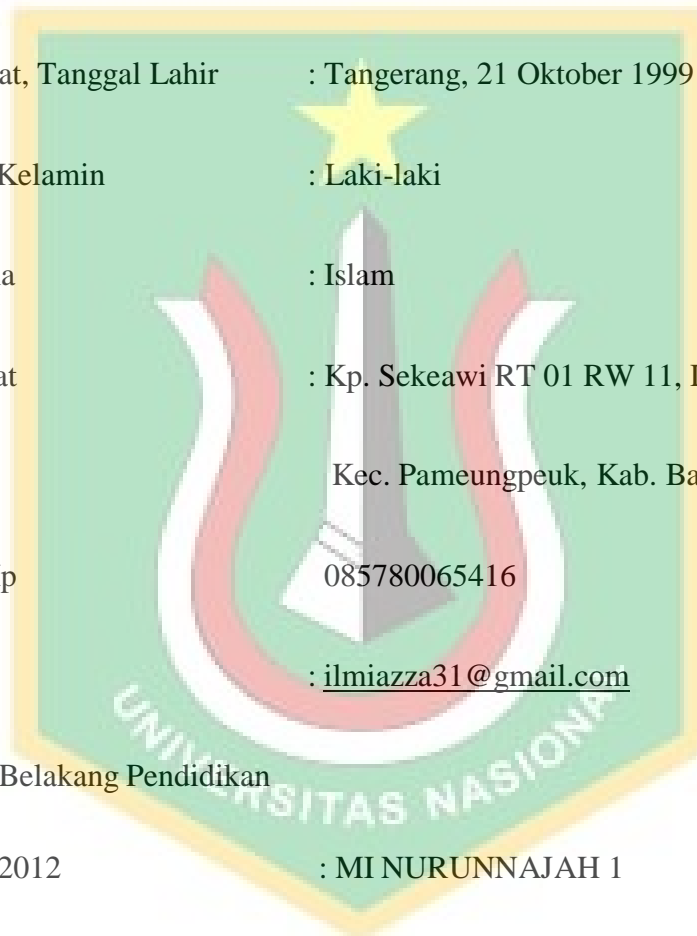 at, Tanggal Lahir : Tangerang, 21 Oktober 1999
Kelamin : Laki-laki
a : Islam
at : Kp. Sekeawi RT 01 RW 11,
Kec. Pameungpeuk, Kab. Ba
p 085780065416
: ilmiazza31@gmail.com
Belakang Pendidikan
2012 : MI NURUNNAJAH 1
UNIVERSITAS NASIONAL